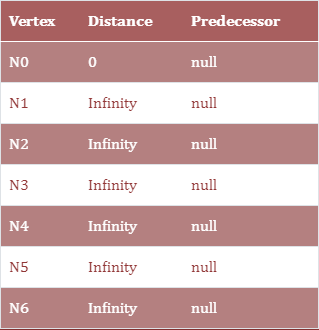 Vertex Distance Predecessor
N0 0 null
N1 Infinity null
N2 Infinity null
N3 Infinity null
N4 Infinity null
N5 Infinity null
N6 Infinity null